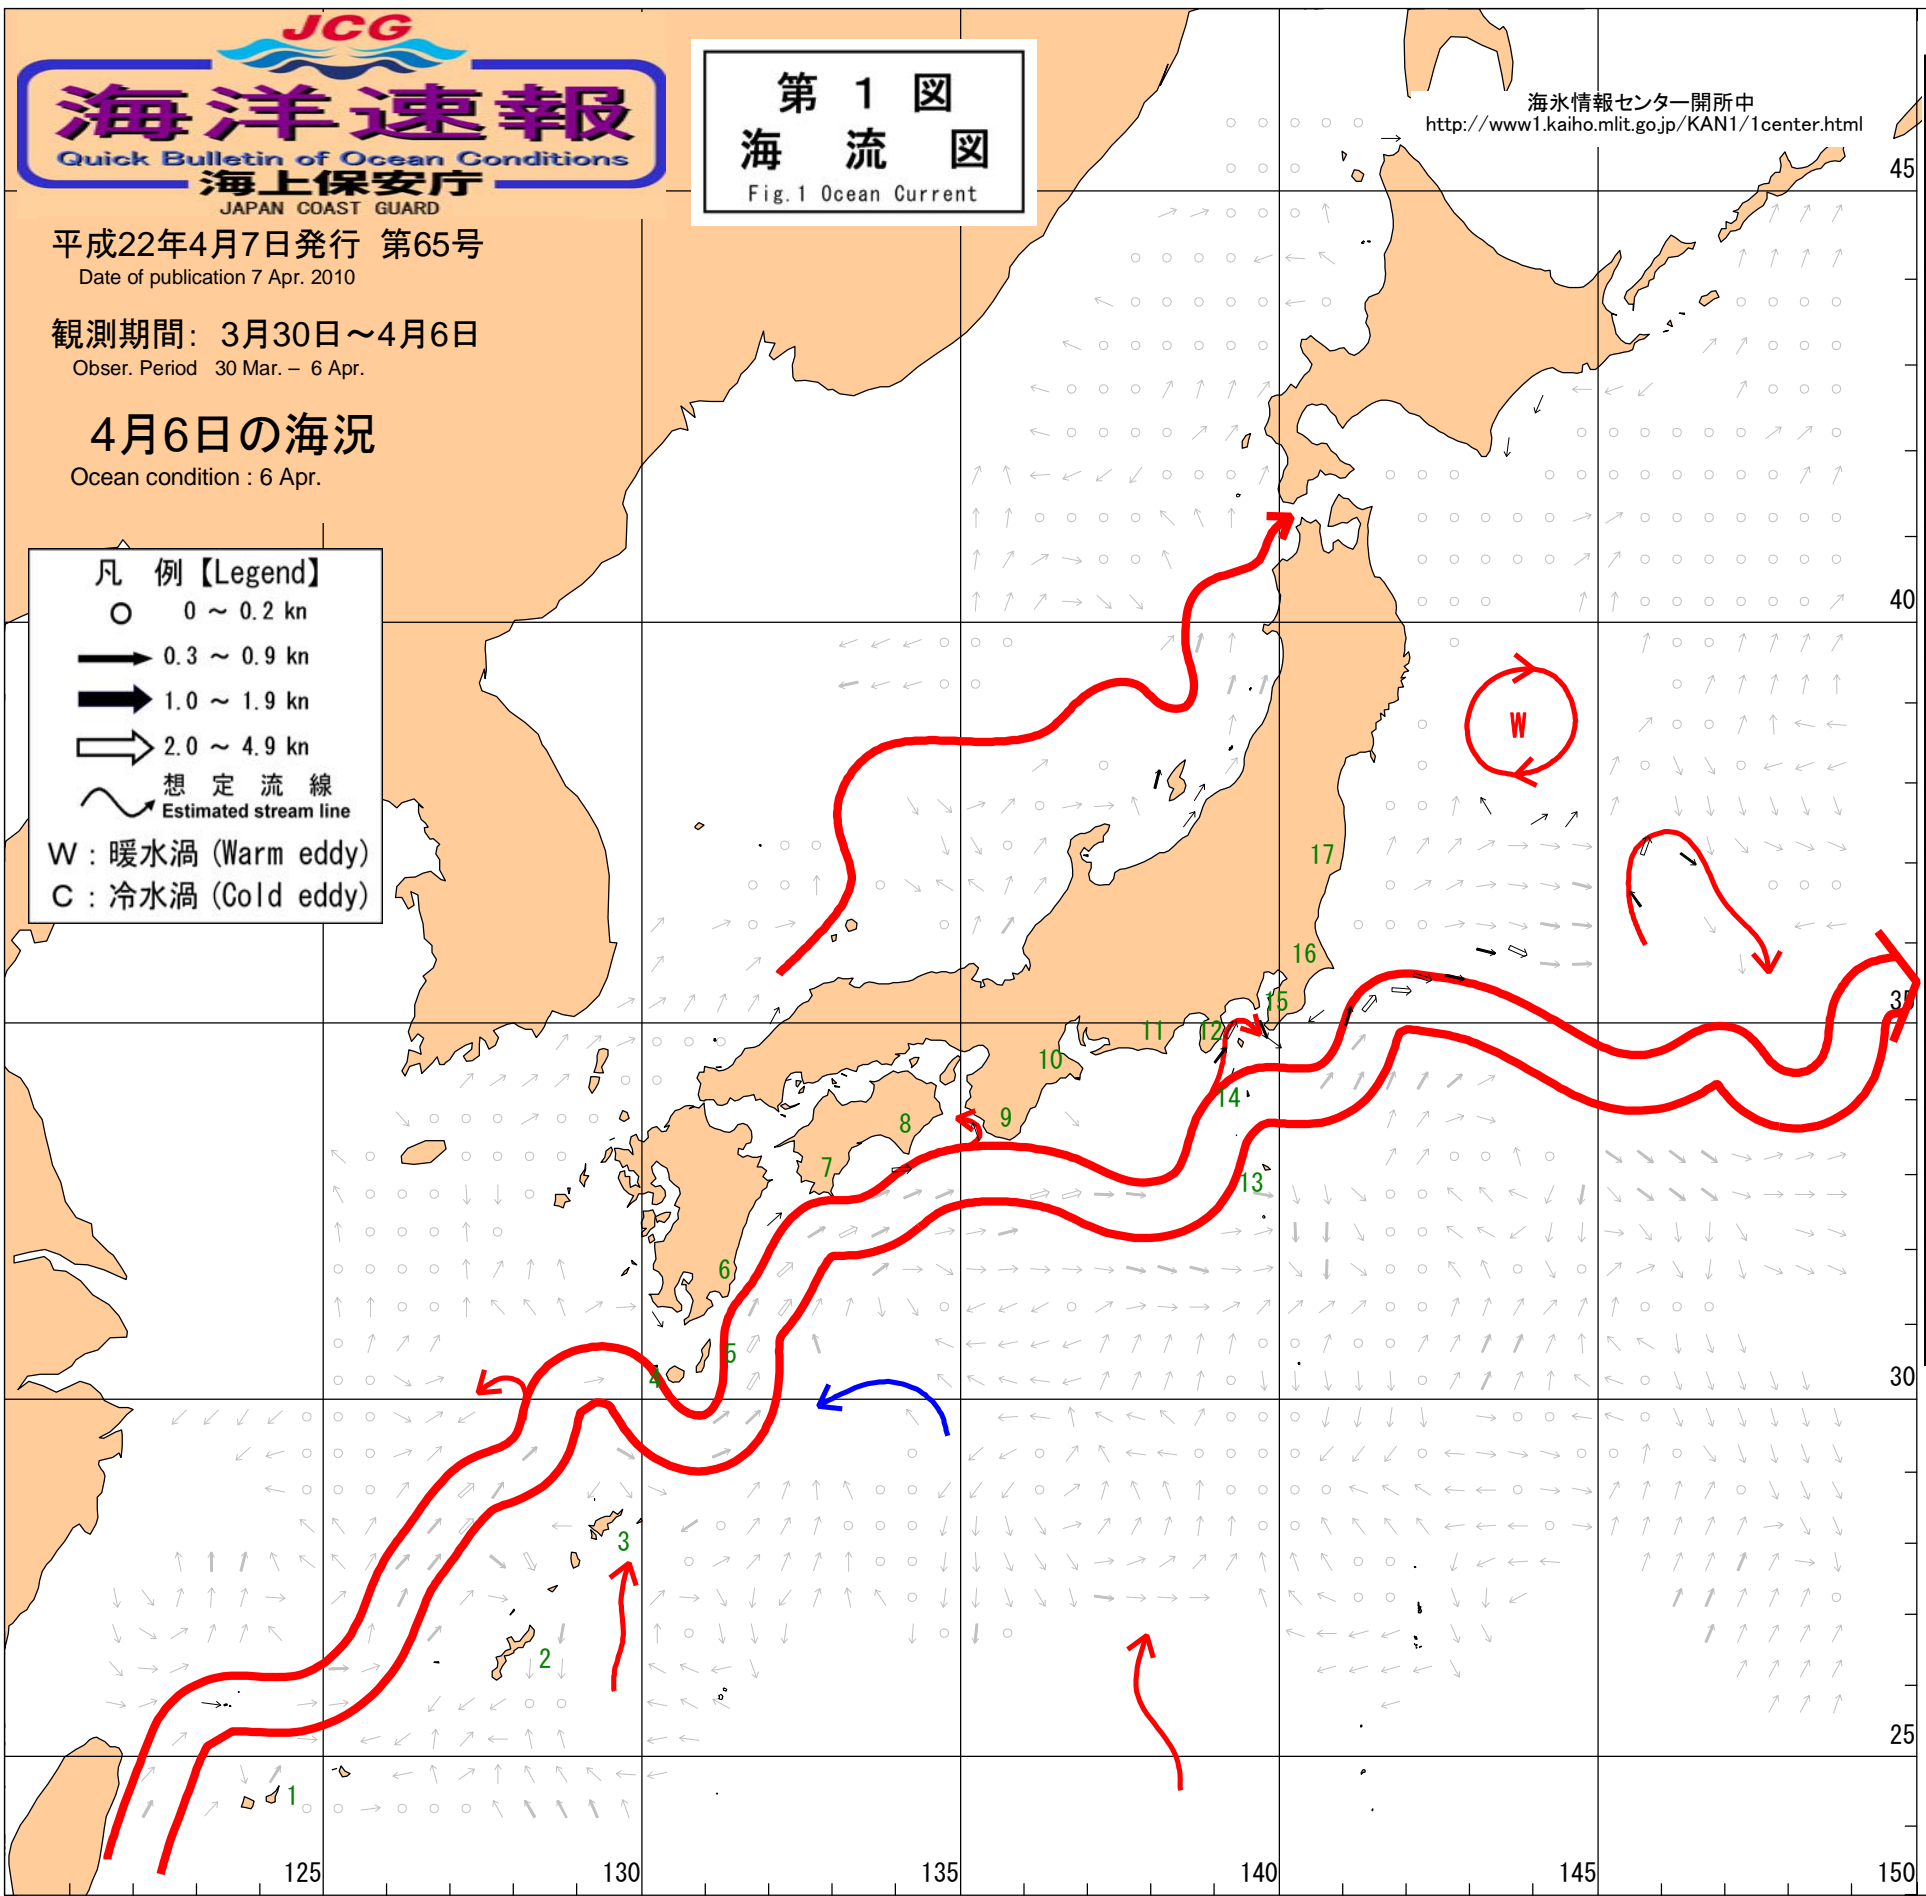 JCG
海洋速報
Quick Bulletin of Ocean Conditions
海上保安庁
JAPAN COAST GUARD
第 1 図
海 流 図
Fig.1 Ocean Current
海氷情報センター開所中
http://www1.kaiho.mlit.go.jp/KAN1/1center.html
平成22年4月7日発行 第65号
Date of publication 7 Apr. 2010
観測期間: 3月30日～4月6日
Obser. Period 30 Mar. – 6 Apr.
4月6日の海況
Ocean condition : 6 Apr.
凡 例【Legend】
0 ～ 0.2 kn
0.3 ～ 0.9 kn
1.0 ～ 1.9 kn
2.0 ～ 4.9 kn
想 定 流 線
Estimated stream line
W : 暖水渦 (Warm eddy)
C : 冷水渦 (Cold eddy)
45
40
W
17
16
15
35
12
11
10
14
9
8
7
13
6
5
4
30
3
2
25
1
125
130
135
140
145
150